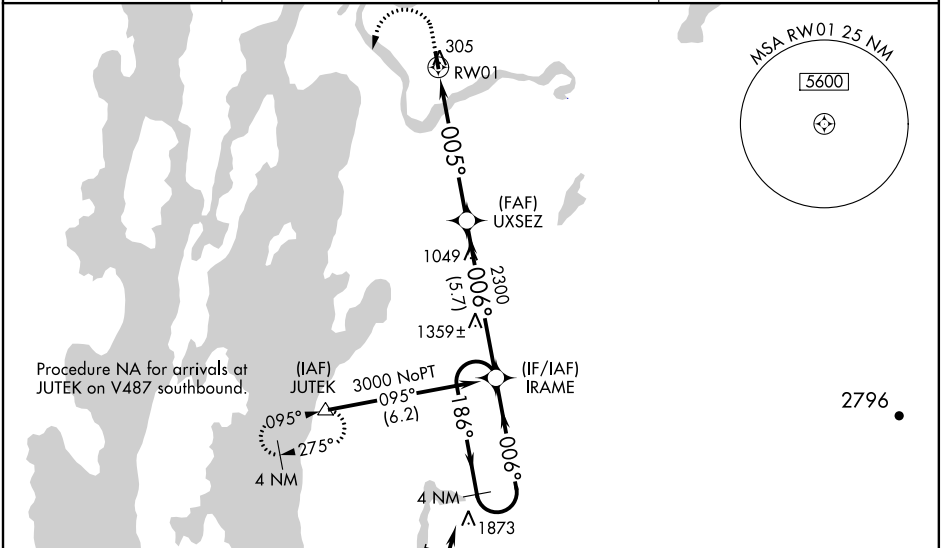 305
RW01
MSA RW01 25 NM
5600
005°
(FAF)
UXSEZ
1049
006°
2300
(5.7)
1359±
Procedure NA for arrivals at
JUTEK on V487 southbound.
(IAF)
JUTEK
3000 NoPT
095°
(6.2)
(IF/IAF)
IRAME
095°
275°
4 NM
186°
006°
2796
4 NM
1873